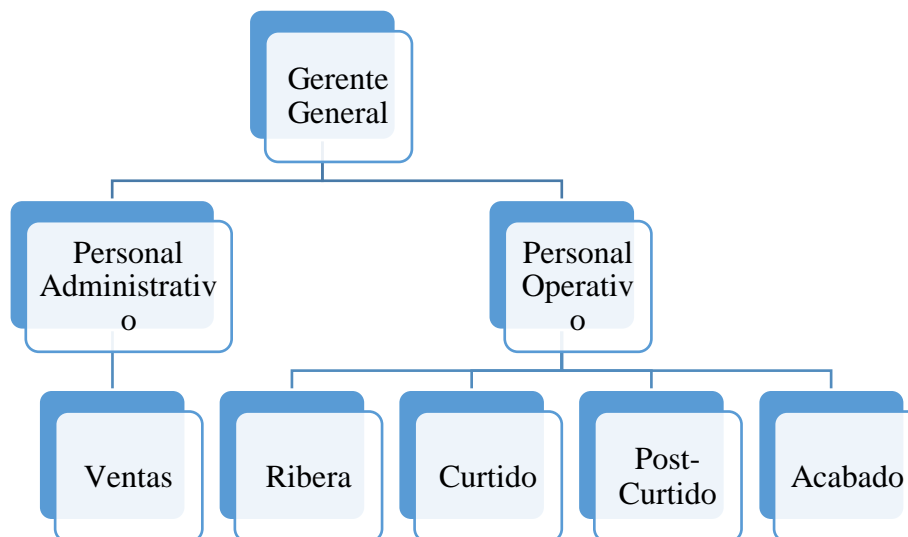 Gerente
General
Personal
Administrativ
o
Personal
Operativ
o
Ventas
Ribera
Curtido
Post-
Curtido
Acabado